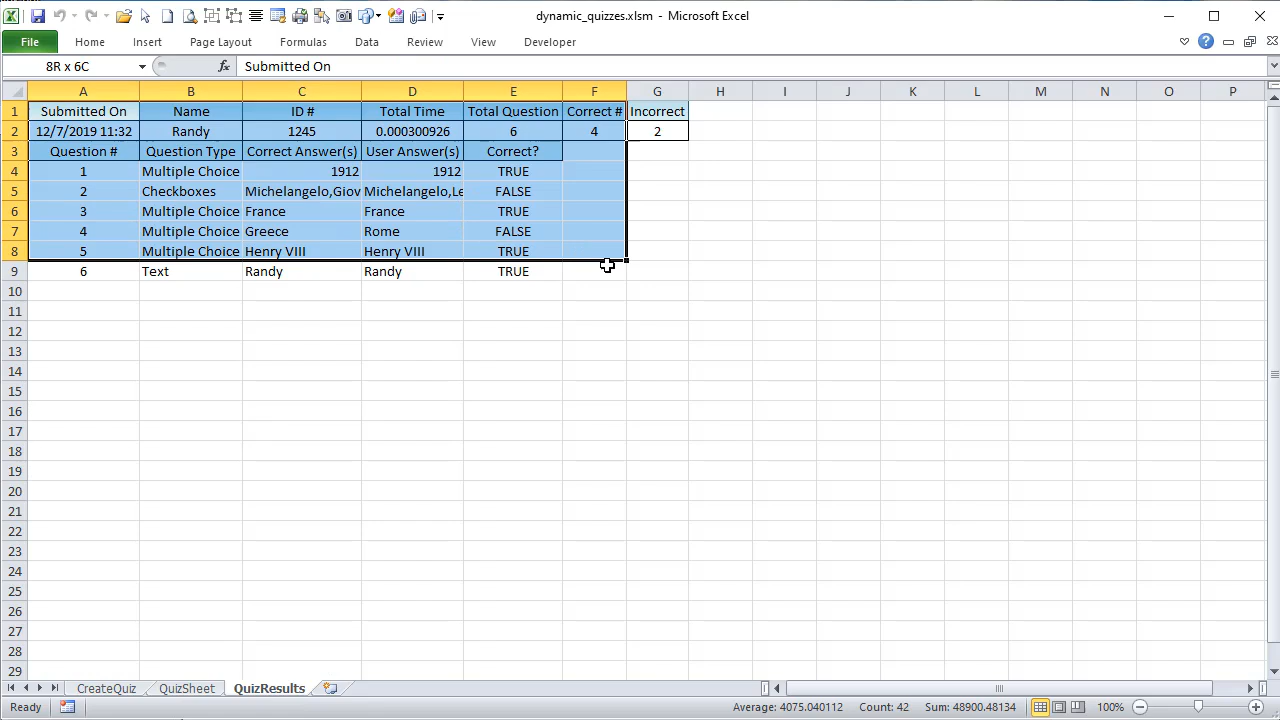 dynamic_quizzes.xlsm - Microsoft Excel
File Home Insert Page Layout Formulas Data Review View Developer
8R x 6C fx Submitted On
A B C D E F G H I J K L M N O P
1 Submitted On Name ID # Total Time Total Question Correct # Incorrect
2 12/7/2019 11:32 Randy 1245 0.000300926 6 4 2
3 Question # Question Type Correct Answer(s) User Answer(s) Correct?
4 1 Multiple Choice 1912 1912 TRUE
5 2 Checkboxes Michelangelo,Giov Michelangelo,Le FALSE
6 3 Multiple Choice France France TRUE
7 4 Multiple Choice Greece Rome FALSE
8 5 Multiple Choice Henry VIII Henry VIII TRUE
9 6 Text Randy Randy TRUE
10
11
12
13
14
15
16
17
18
19
20
21
22
23
24
25
26
27
28
29
CreateQuiz QuizSheet QuizResults
Ready Average: 4075.040112 Count: 42 Sum: 48900.48134 100%